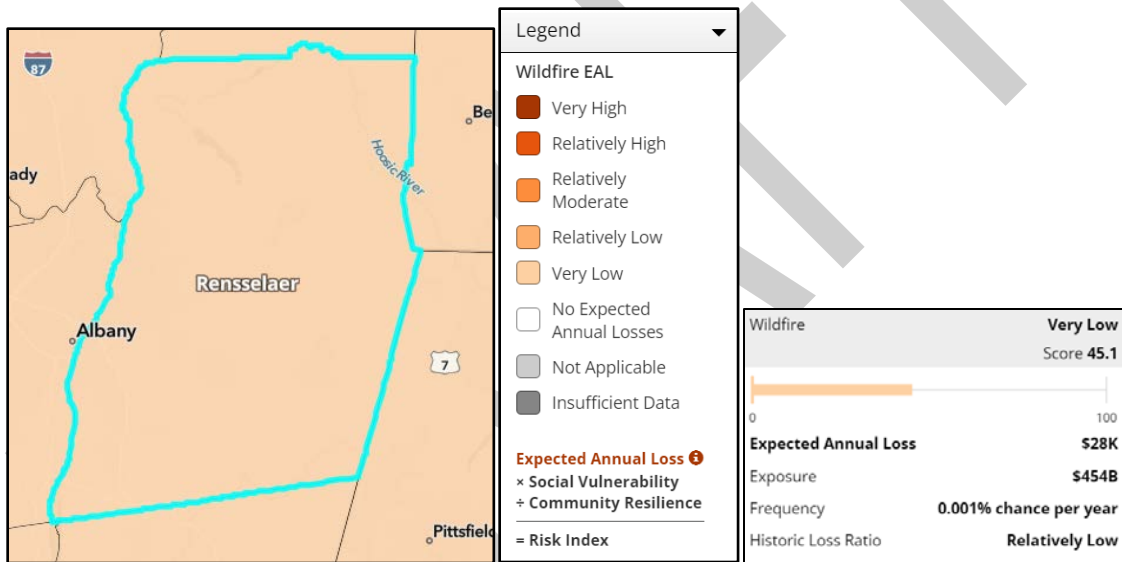 87
Be
ady
Hoosic River
Rensselaer
Albany
7
Pittsfield
Legend
Wildfire EAL
Very High
Relatively High
Relatively
Moderate
Relatively Low
Very Low
No Expected
Annual Losses
Not Applicable
Insufficient Data
Expected Annual Loss
× Social Vulnerability
÷ Community Resilience
= Risk Index
Wildfire Very Low
Score 45.1
0 100
Expected Annual Loss $28K
Exposure $454B
Frequency 0.001% chance per year
Historic Loss Ratio Relatively Low